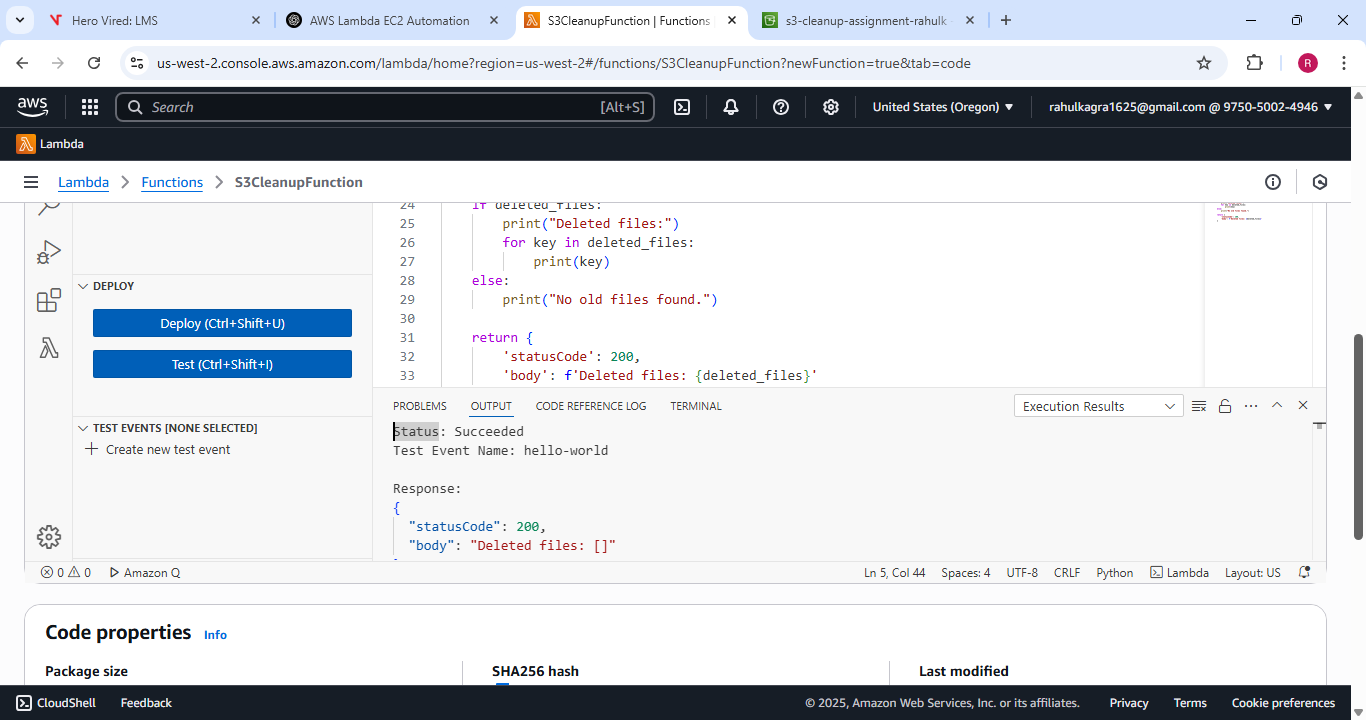 Hero Vired: LMS
AWS Lambda EC2 Automation
S3CleanupFunction | Functions
s3-cleanup-assignment-rahulk
us-west-2.console.aws.amazon.com/lambda/home?region=us-west-2#/functions/S3CleanupFunction?newFunction=true&tab=code
R
aws
Search
[Alt+S]
United States (Oregon)
rahulkagra1625@gmail.com @ 9750-5002-4946
Lambda
Lambda
Functions
S3CleanupFunction
DEPLOY
Deploy (Ctrl+Shift+U)
Test (Ctrl+Shift+I)
TEST EVENTS [NONE SELECTED]
Create new test event
24 if deleted_files:
25 print("Deleted files:")
26 for key in deleted_files:
27 print(key)
28 else:
29 print("No old files found.")
30
31 return {
32 'statusCode': 200,
33 'body': f'Deleted files: {deleted_files}'
PROBLEMS
OUTPUT
CODE REFERENCE LOG
TERMINAL
Execution Results
Status: Succeeded
Test Event Name: hello-world
Response:
{
"statusCode": 200,
"body": "Deleted files: []"
0 0
Amazon Q
Ln 5, Col 44
Spaces: 4
UTF-8
CRLF
Python
Lambda
Layout: US
Code properties
Info
Package size
SHA256 hash
Last modified
CloudShell
Feedback
© 2025, Amazon Web Services, Inc. or its affiliates.
Privacy
Terms
Cookie preferences